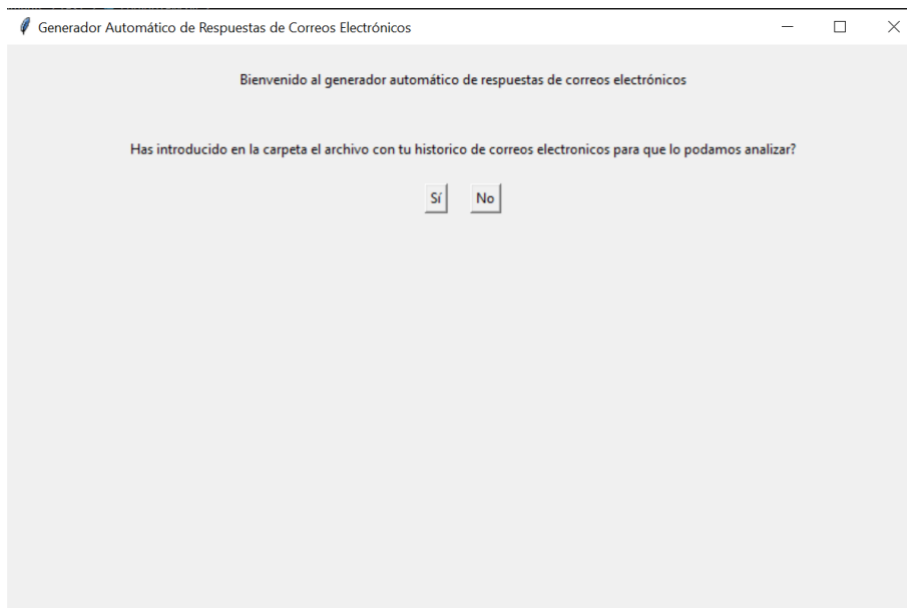 Generador Automático de Respuestas de Correos Electrónicos
Bienvenido al generador automático de respuestas de correos electrónicos
Has introducido en la carpeta el archivo con tu historico de correos electronicos para que lo podamos analizar?
Sí No